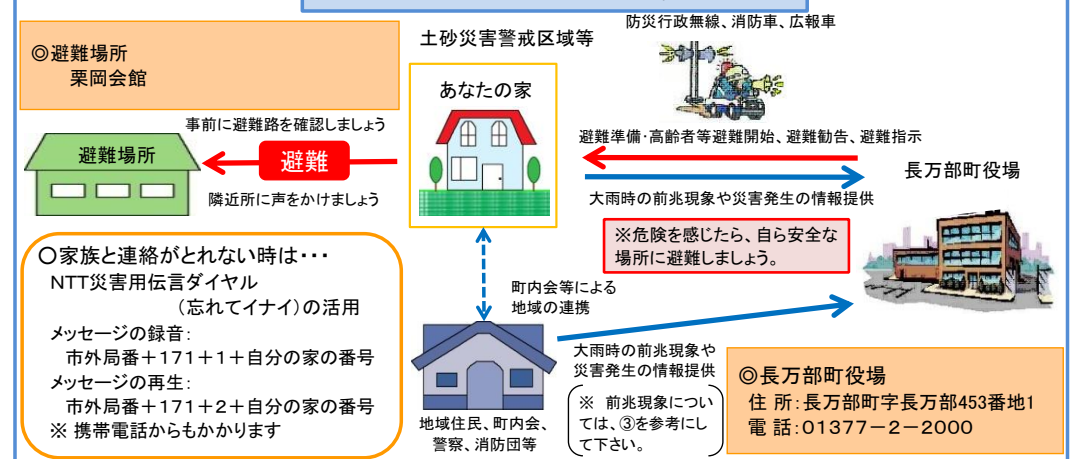 ◎避難場所
栗岡会館
事前に避難路を確認しましょう
避難場所
避難
隣近所に声をかけましょう
土砂災害警戒区域等
あなたの家
防災行政無線、消防車、広報車
避難準備・高齢者等避難開始、避難勧告、避難指示
大雨時の前兆現象や災害発生の情報提供
長万部町役場
※危険を感じたら、自ら安全な
場所に避難しましょう。
〇家族と連絡がとれない時は・・・
NTT災害用伝言ダイヤル
(忘れてイナイ)の活用
メッセージの録音:
市外局番+171+1+自分の家の番号
メッセージの再生:
市外局番+171+2+自分の家の番号
※ 携帯電話からもかかります
町内会等による
地域の連携
地域住民、町内会、
警察、消防団等
大雨時の前兆現象や
災害発生の情報提供
※ 前兆現象につい
ては、③を参考にし
て下さい。
◎長万部町役場
住 所:長万部町字長万部453番地1
電 話:01377-2-2000